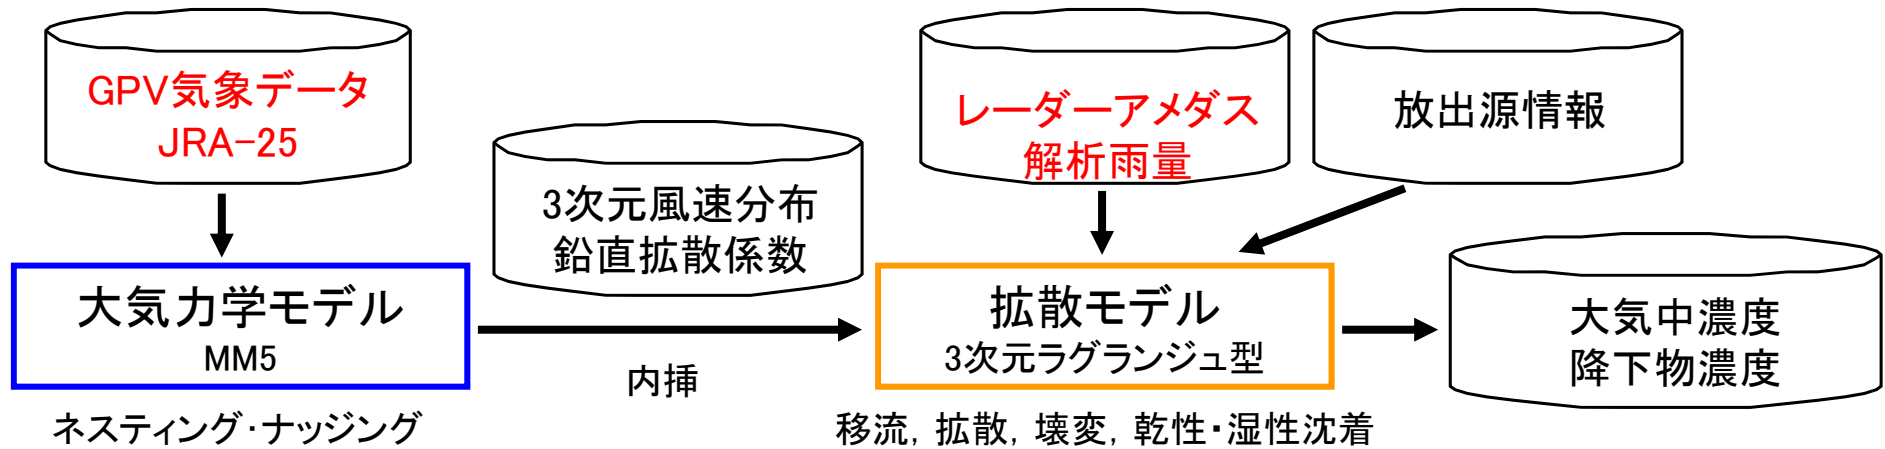 GPV気象データ
JRA-25
3次元風速分布
鉛直拡散係数
レーダーアメダス
解析雨量
放出源情報
大気力学モデル
MM5
ネスティング・ナッジング
内挿
拡散モデル
3次元ラグランジュ型
移流, 拡散, 壊変, 乾性・湿性沈着
大気中濃度
降下物濃度